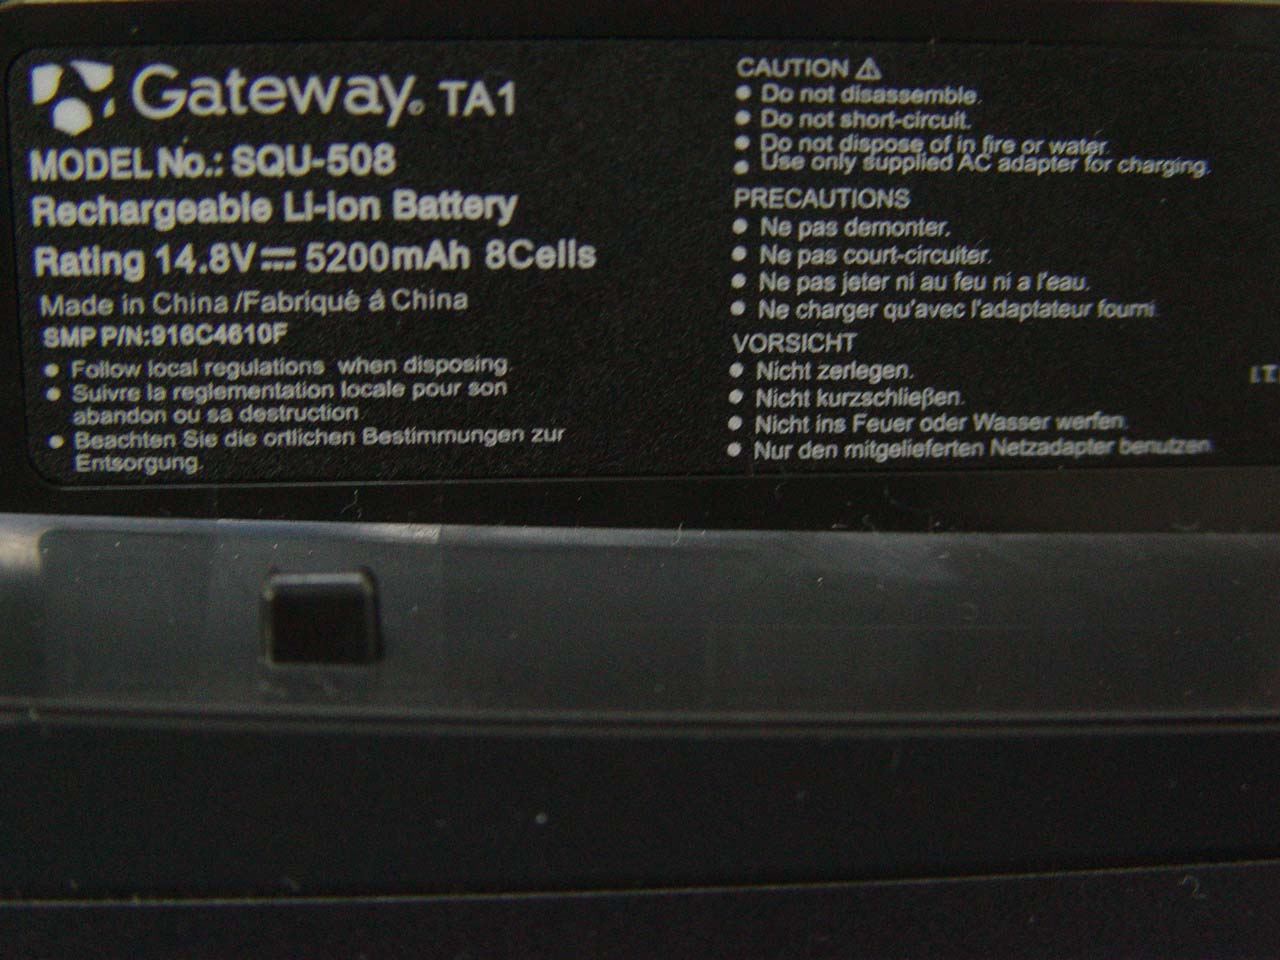 Gateway® TA1
MODEL No.: SQU-508
Rechargeable Li-ion Battery
Rating 14.8V⎓ 5200mAh 8Cells
Made in China /Fabriqué á China
SMP P/N:916C4610F
● Follow local regulations when disposing.
● Suivre la reglementation locale pour son
abandon ou sa destruction
● Beachten Sie die ortlichen Bestimmungen zur
Entsorgung.
CAUTION ⚠
● Do not disassemble.
● Do not short-circuit.
● Do not dispose of in fire or water.
● Use only supplied AC adapter for charging.
PRECAUTIONS
● Ne pas demonter.
● Ne pas court-circuiter.
● Ne pas jeter ni au feu ni a l'eau.
● Ne charger qu'avec l'adaptateur fourni.
VORSICHT
● Nicht zerlegen.
● Nicht kurzschließen.
● Nicht ins Feuer oder Wasser werfen.
● Nur den mitgelieferten Netzadapter benutzen.